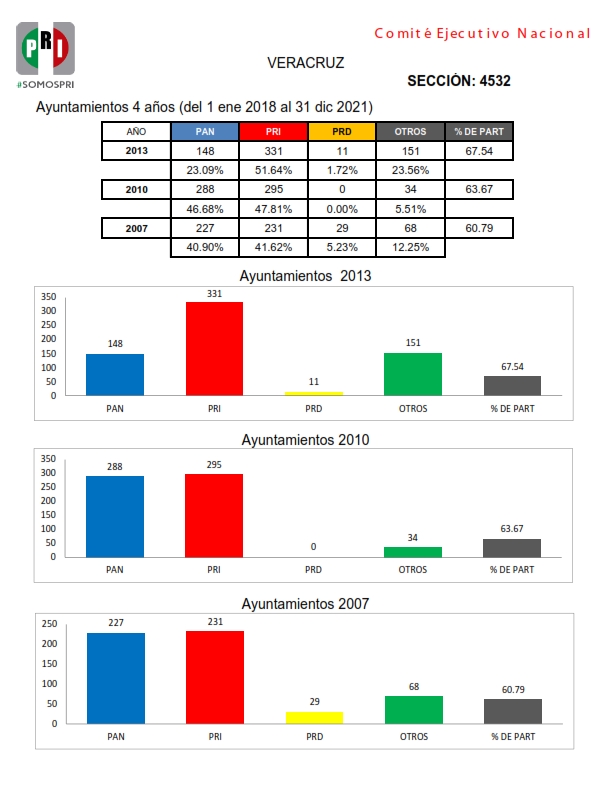 Comité Ejecutivo Nacional
PRI
#SOMOSPRI
VERACRUZ
SECCIÓN: 4532
Ayuntamientos 4 años (del 1 ene 2018 al 31 dic 2021)
AÑO PAN PRI PRD OTROS % DE PART
2013 148 331 11 151 67.54
23.09% 51.64% 1.72% 23.56%
2010 288 295 0 34 63.67
46.68% 47.81% 0.00% 5.51%
2007 227 231 29 68 60.79
40.90% 41.62% 5.23% 12.25%
Ayuntamientos 2013
350
300
250
200
150
100
50
0
148 331 11 151 67.54
PAN PRI PRD OTROS % DE PART
Ayuntamientos 2010
350
300
250
200
150
100
50
0
288 295 0 34 63.67
PAN PRI PRD OTROS % DE PART
Ayuntamientos 2007
250
200
150
100
50
0
227 231 29 68 60.79
PAN PRI PRD OTROS % DE PART